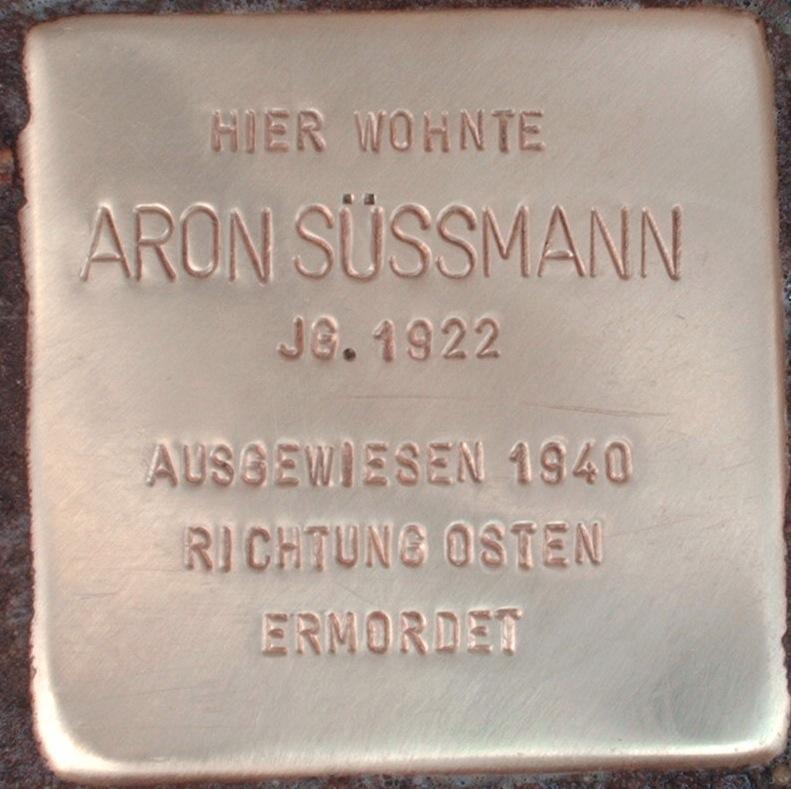 HIER WOHNTE
ARON SÜSSMANN
JG. 1922
AUSGEWIESEN 1940
RICHTUNG OSTEN
ERMORDET